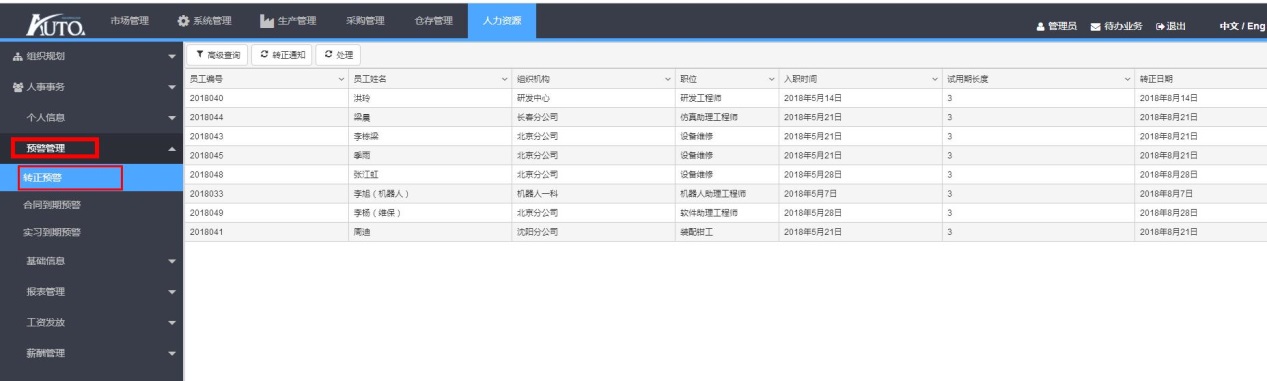 AUTO. 市场管理 系统管理 生产管理 采购管理 仓存管理 人力资源 管理员 待办业务 退出 中文 / Eng
组织规划
人事事务
个人信息
预警管理
转正预警
合同到期预警
实习到期预警
基础信息
报表管理
工资发放
薪酬管理
高级查询 转正通知 处理
员工编号 员工姓名 组织机构 职位 入职时间 试用期长度 转正日期
2018040 洪玲 研发中心 研发工程师 2018年5月14日 3 2018年8月14日
2018044 梁晨 长春分公司 仿真助理工程师 2018年5月21日 3 2018年8月21日
2018043 李栋梁 北京分公司 设备维修 2018年5月21日 3 2018年8月21日
2018045 季雨 北京分公司 设备维修 2018年5月21日 3 2018年8月21日
2018048 张江虹 北京分公司 设备维修 2018年5月28日 3 2018年8月28日
2018033 李旭（机器人） 机器人一科 机器人助理工程师 2018年5月7日 3 2018年8月7日
2018049 李杨（维保） 北京分公司 软件助理工程师 2018年5月28日 3 2018年8月28日
2018041 周迪 沈阳分公司 装配钳工 2018年5月21日 3 2018年8月21日